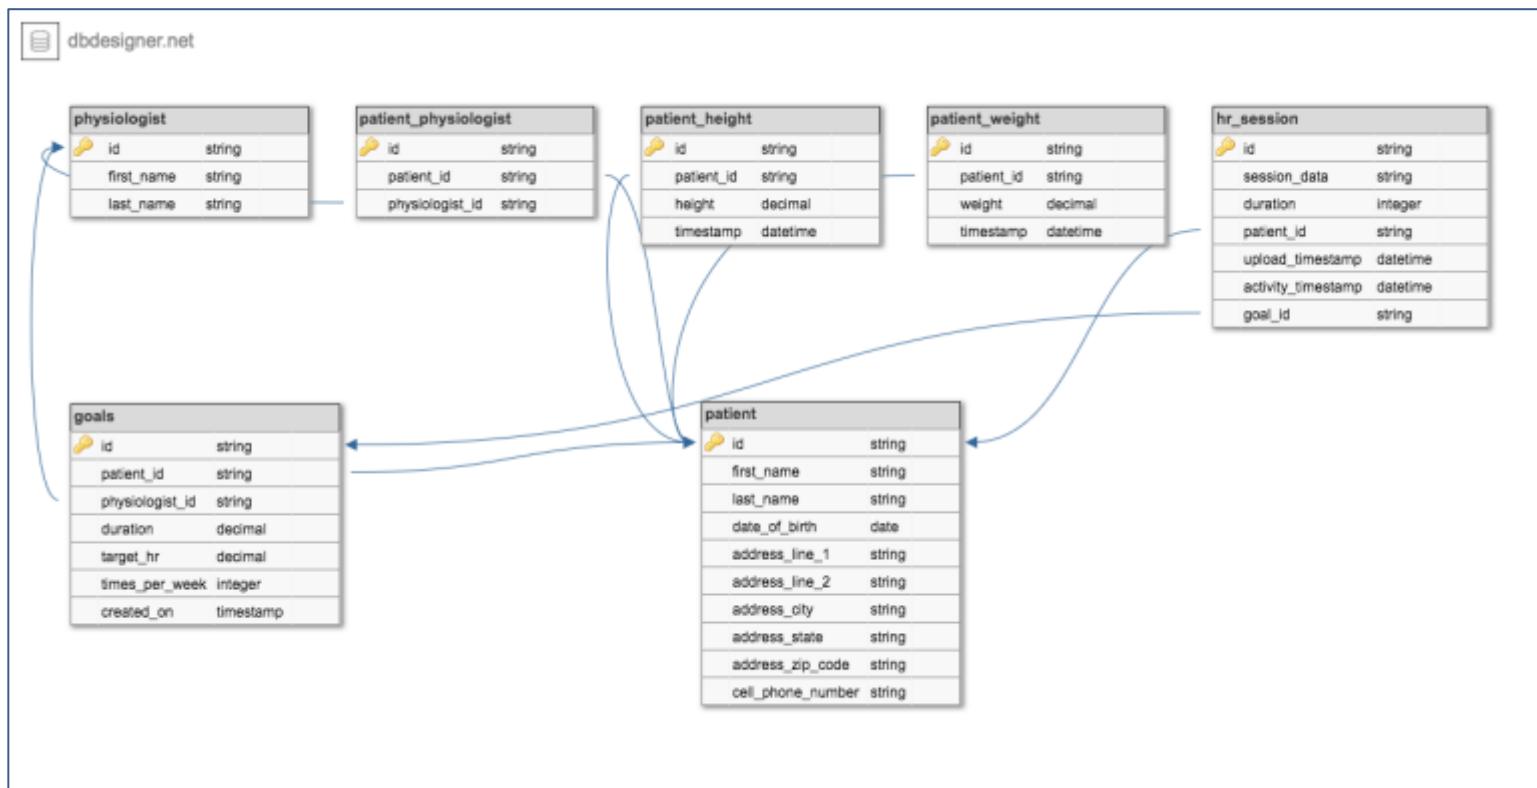 dbdesigner.net
physiologist
id string
first_name string
last_name string
patient_physiologist
id string
patient_id string
physiologist_id string
patient_height
id string
patient_id string
height decimal
timestamp datetime
patient_weight
id string
patient_id string
weight decimal
timestamp datetime
hr_session
id string
session_data string
duration integer
patient_id string
upload_timestamp datetime
activity_timestamp datetime
goal_id string
goals
id string
patient_id string
physiologist_id string
duration decimal
target_hr decimal
times_per_week integer
created_on timestamp
patient
id string
first_name string
last_name string
date_of_birth date
address_line_1 string
address_line_2 string
address_city string
address_state string
address_zip_code string
cell_phone_number string